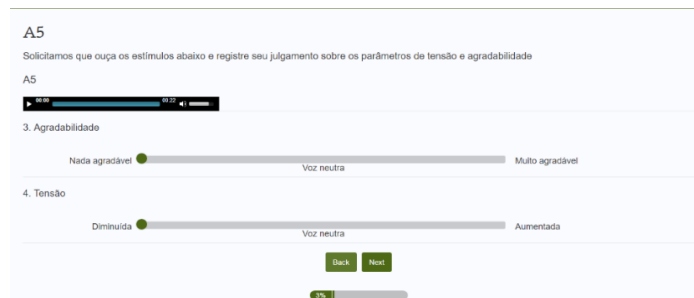 A5
Solicitamos que ouça os estímulos abaixo e registre seu julgamento sobre os parâmetros de tensão e agradabilidade
A5
00:00 00:22
3. Agradabilidade
Nada agradável Muito agradável
Voz neutra
4. Tensão
Diminuída Aumentada
Voz neutra
Back Next
3%